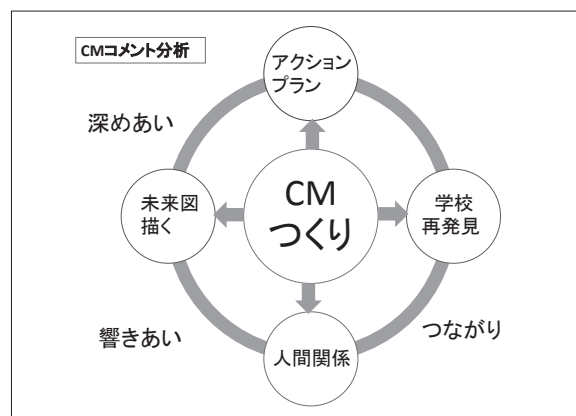 CMコメント分析
アクション
プラン
深めあい
未来図
描く
CM
つくり
学校
再発見
響きあい
つながり
人間関係